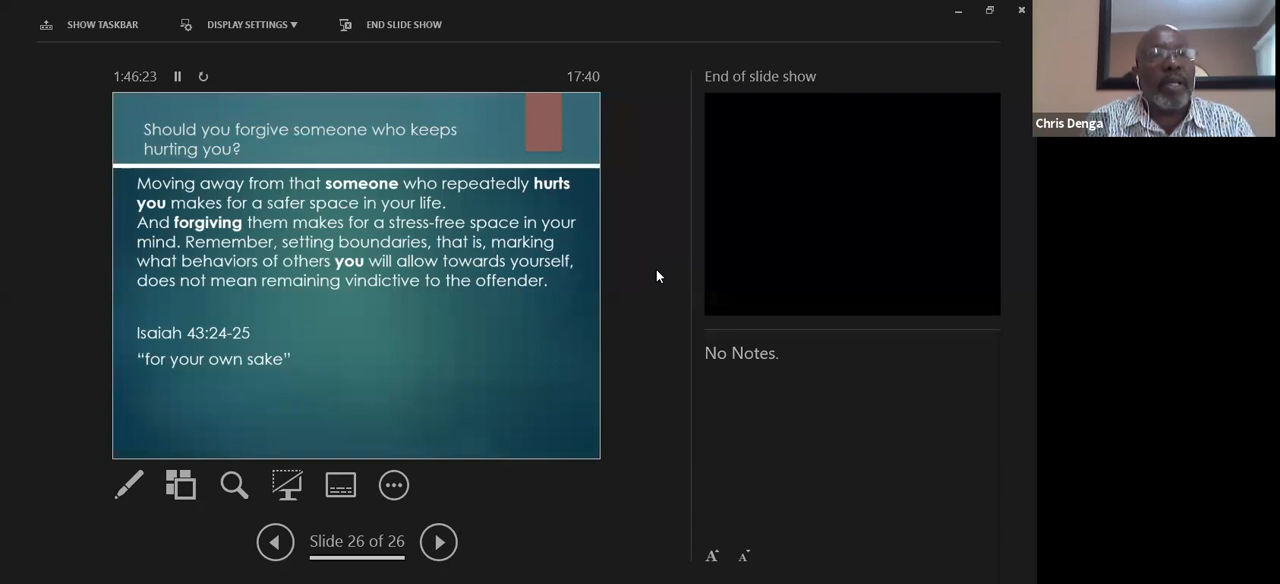 SHOW TASKBAR
DISPLAY SETTINGS ▼
END SLIDE SHOW
1:46:23
17:40
End of slide show
Should you forgive someone who keeps
hurting you?
Moving away from that someone who repeatedly hurts
you makes for a safer space in your life.
And forgiving them makes for a stress-free space in your
mind. Remember, setting boundaries, that is, marking
what behaviors of others you will allow towards yourself,
does not mean remaining vindictive to the offender.
Isaiah 43:24-25
“for your own sake”
No Notes.
Slide 26 of 26
A A
Chris Denga